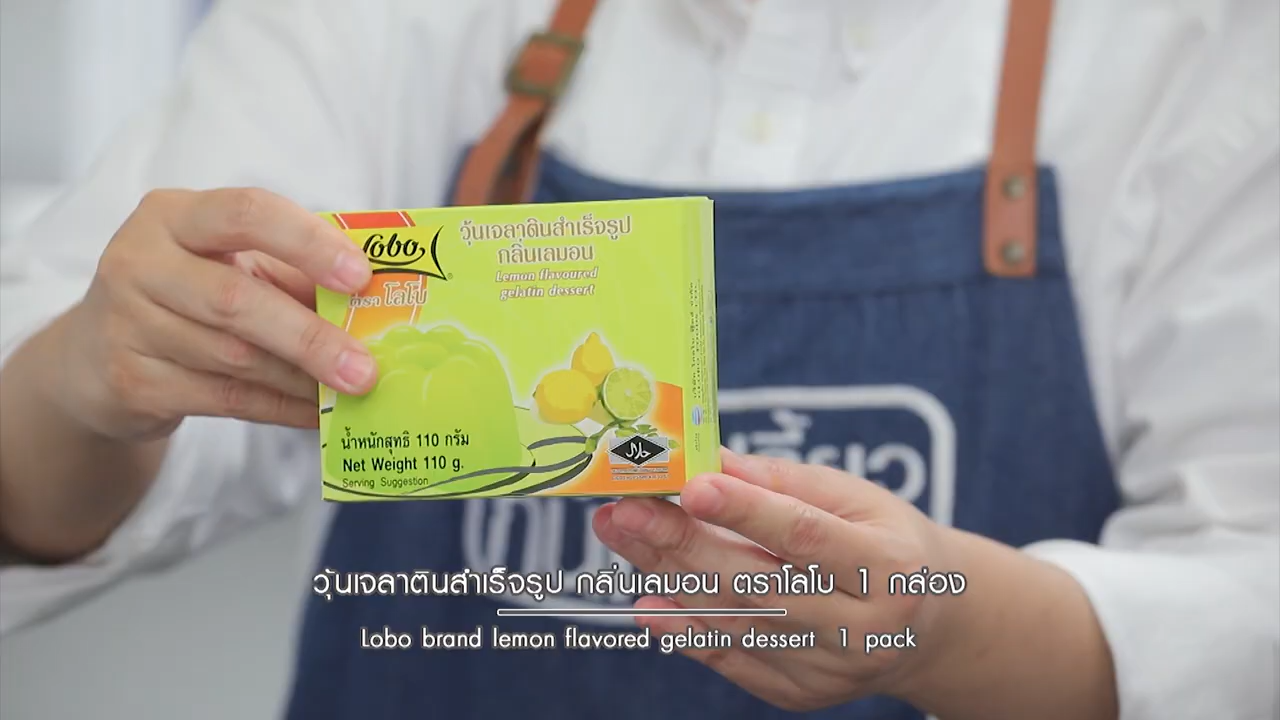 lobo
ตรา โลโบ
วุ้นเจลาตินสำเร็จรูป
กลิ่นเลมอน
Lemon flavoured
gelatin dessert
น้ำหนักสุทธิ 110 กรัม
Net Weight 110 g.
Serving Suggestion
حلال
วุ้นเจลาตินสำเร็จรูป กลิ่นเลมอน ตราโลโบ 1 กล่อง
Lobo brand lemon flavored gelatin dessert 1 pack